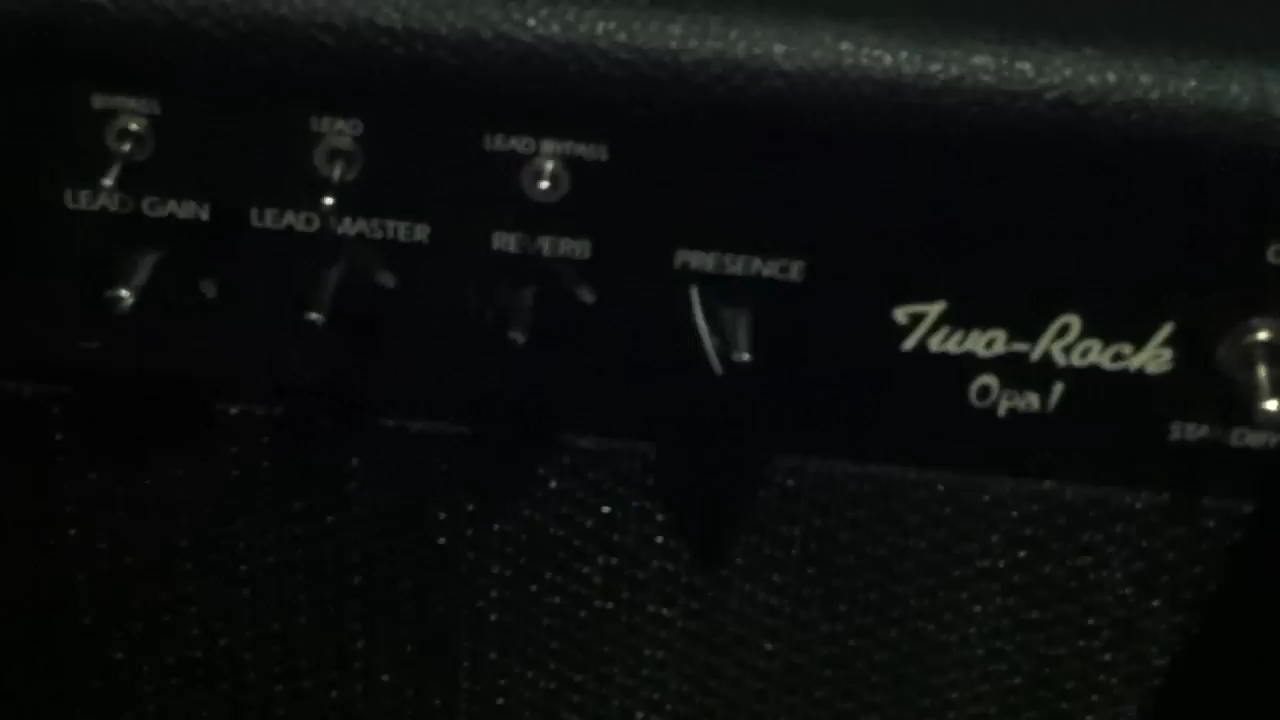 BYPASS
LEAD
LEAD BYPASS
LEAD GAIN
LEAD MASTER
REVERB
PRESENCE
Two-Rock
Opal